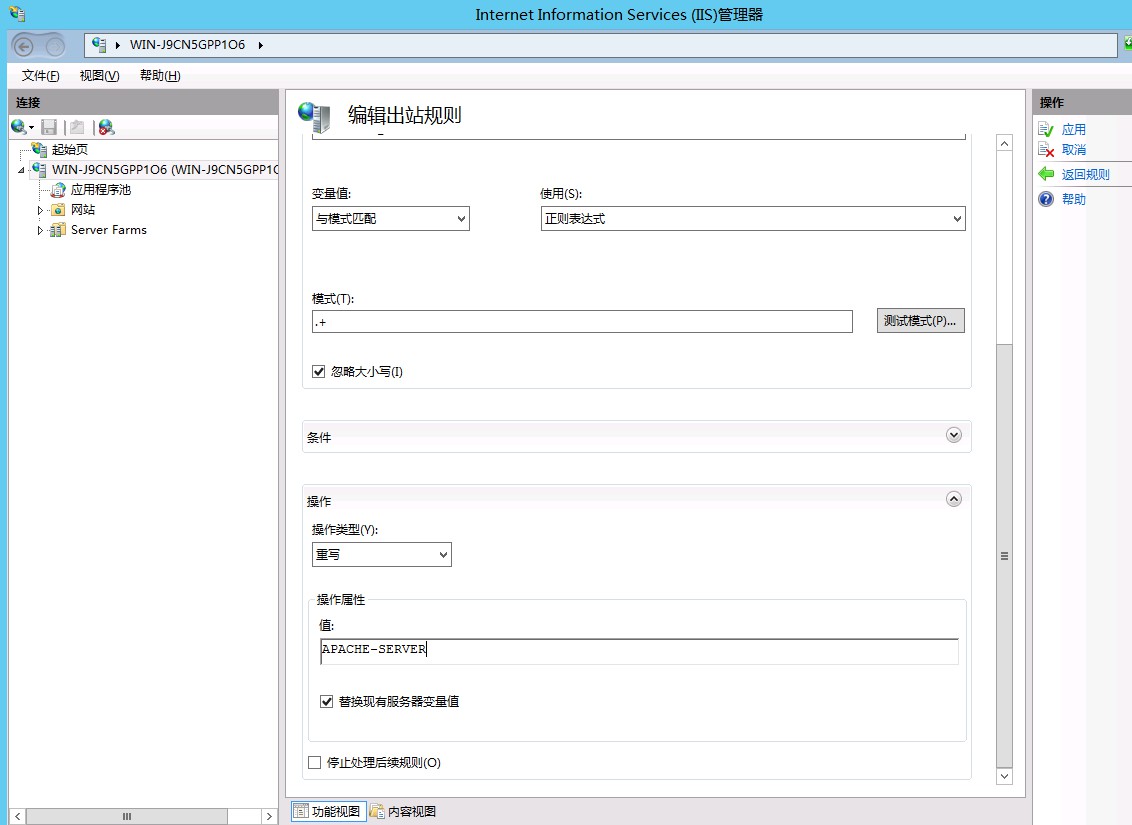 Internet Information Services (IIS)管理器
WIN-J9CN5GPP1O6
文件(F) 视图(V) 帮助(H)
连接
起始页
WIN-J9CN5GPP1O6 (WIN-J9CN5GPP1O
应用程序池
网站
Server Farms
编辑出站规则
变量值: 使用(S):
与模式匹配 正则表达式
模式(T):
.+ 测试模式(P)...
忽略大小写(I)
条件
操作
操作类型(Y):
重写
操作属性
值:
APACHE-SERVER
替换现有服务器变量值
停止处理后续规则(O)
功能视图 内容视图
操作
应用
取消
返回规则
帮助